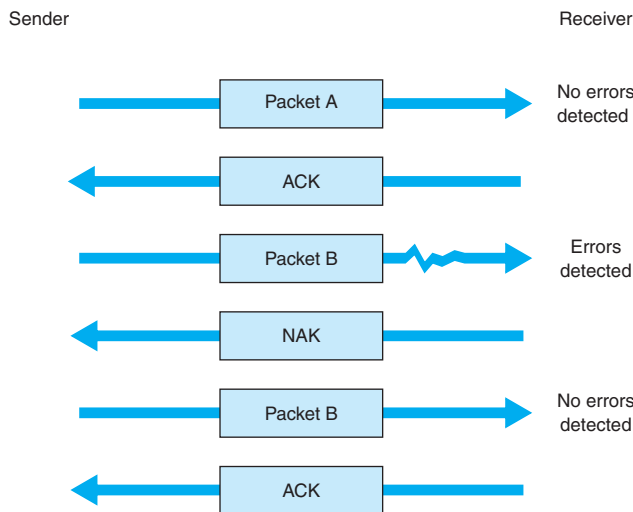 Sender
Receiver
Packet A
No errors
detected
ACK
Packet B
Errors
detected
NAK
Packet B
No errors
detected
ACK